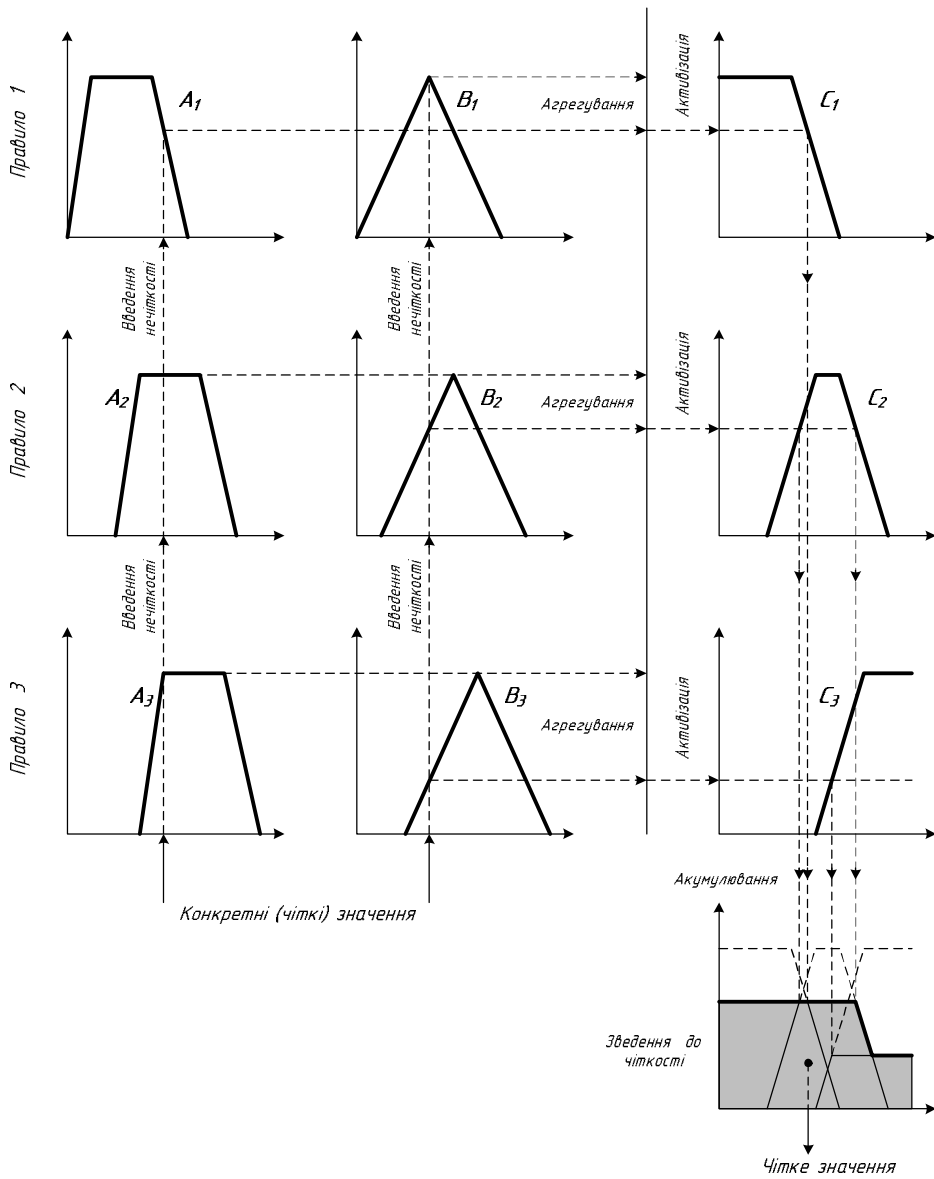 Правило 1
A1
B1
Агрегування
Активізація
C1
Введення
нечіткості
Введення
нечіткості
Правило 2
A2
B2
Агрегування
Активізація
C2
Введення
нечіткості
Введення
нечіткості
Правило 3
A3
B3
Агрегування
Активізація
C3
Акумулювання
Конкретні (чіткі) значення
Зведення до
чіткості
Чітке значення